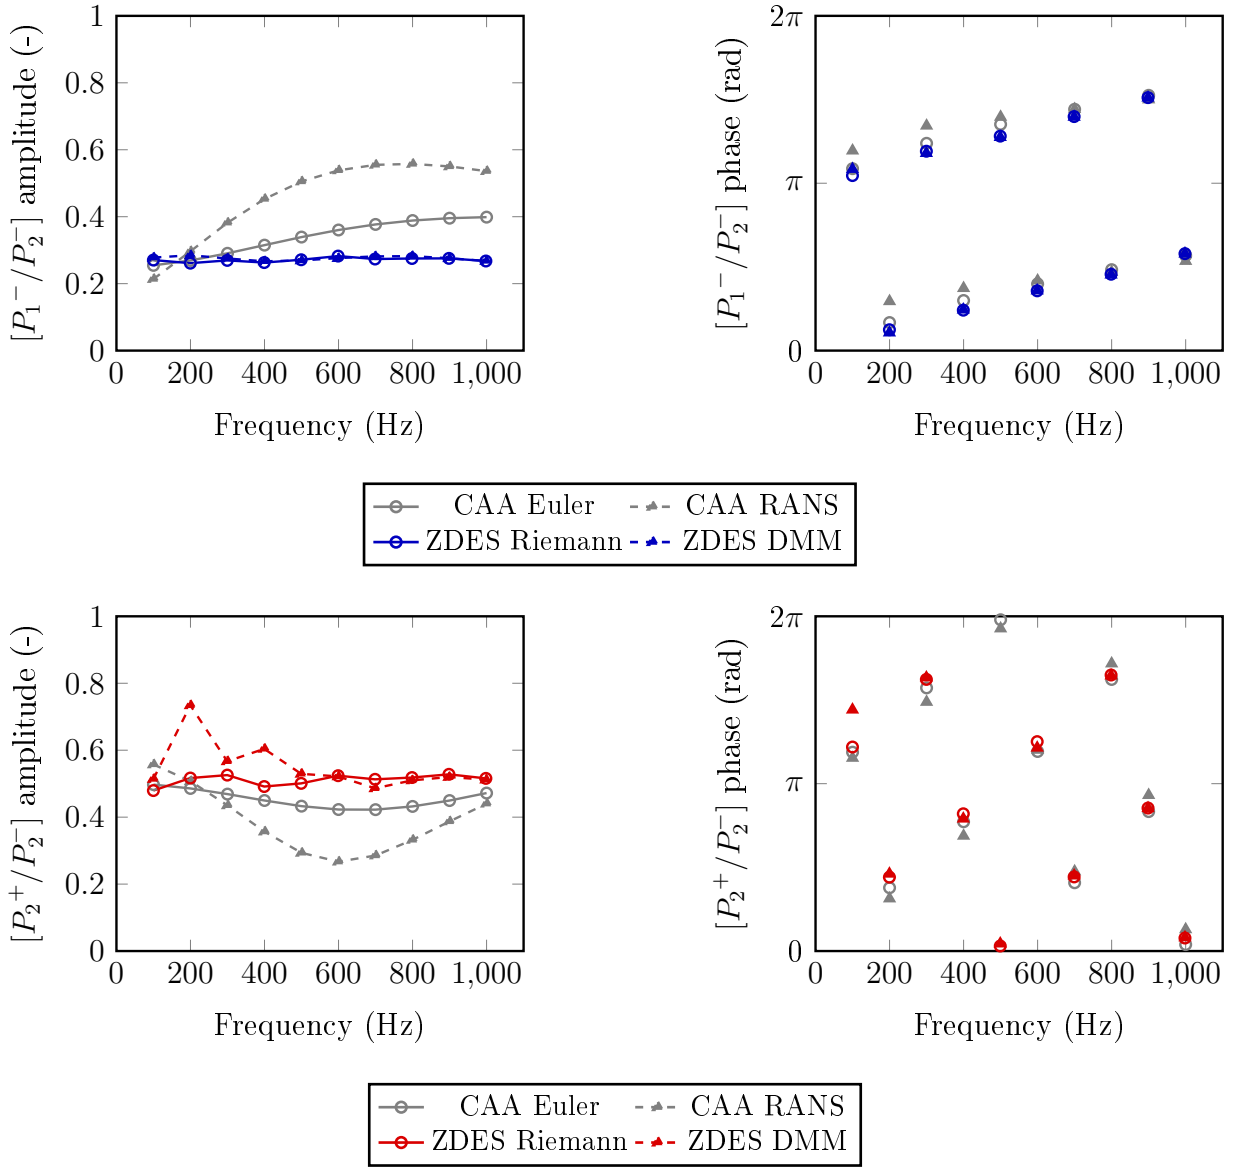 [P₁⁻/P₂⁻] amplitude (-)
1
0.8
0.6
0.4
0.2
0
0 200 400 600 800 1,000
Frequency (Hz)
[P₁⁻/P₂⁻] phase (rad)
2π
π
0
0 200 400 600 800 1,000
Frequency (Hz)
CAA Euler CAA RANS
ZDES Riemann ZDES DMM
[P₂⁺/P₂⁻] amplitude (-)
1
0.8
0.6
0.4
0.2
0
0 200 400 600 800 1,000
Frequency (Hz)
[P₂⁺/P₂⁻] phase (rad)
2π
π
0
0 200 400 600 800 1,000
Frequency (Hz)
CAA Euler CAA RANS
ZDES Riemann ZDES DMM